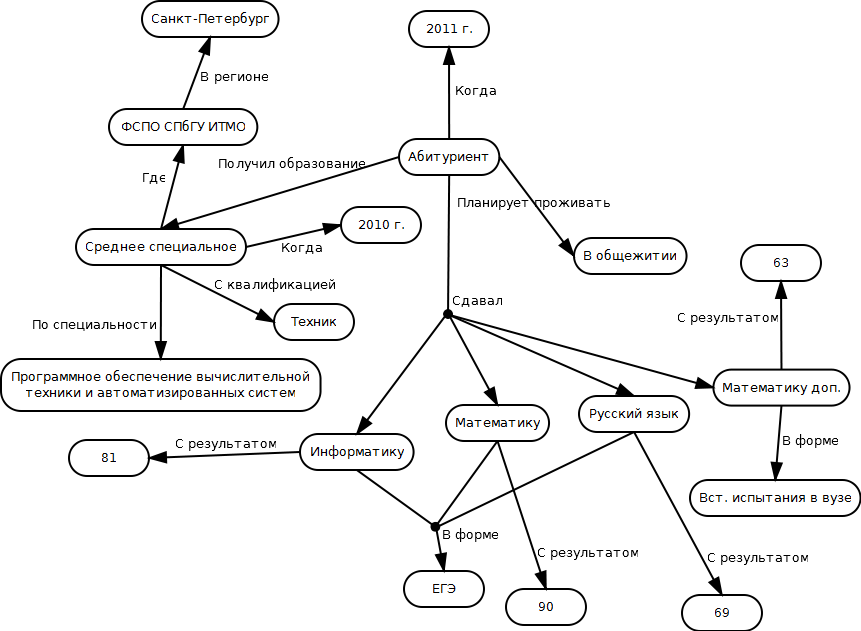 Санкт-Петербург
2011 г.
В регионе
Когда
ФСПО СПбГУ ИТМО
Абитуриент
Получил образование
Где
Планирует проживать
2010 г.
Среднее специальное
Когда
В общежитии
63
С квалификацией
Сдавал
Техник
С результатом
По специальности
Программное обеспечение вычислительной
техники и автоматизированных систем
Математику доп.
Русский язык
Математику
С результатом
Информатику
81
В форме
Вст. испытания в вузе
В форме
С результатом
С результатом
ЕГЭ
90
69